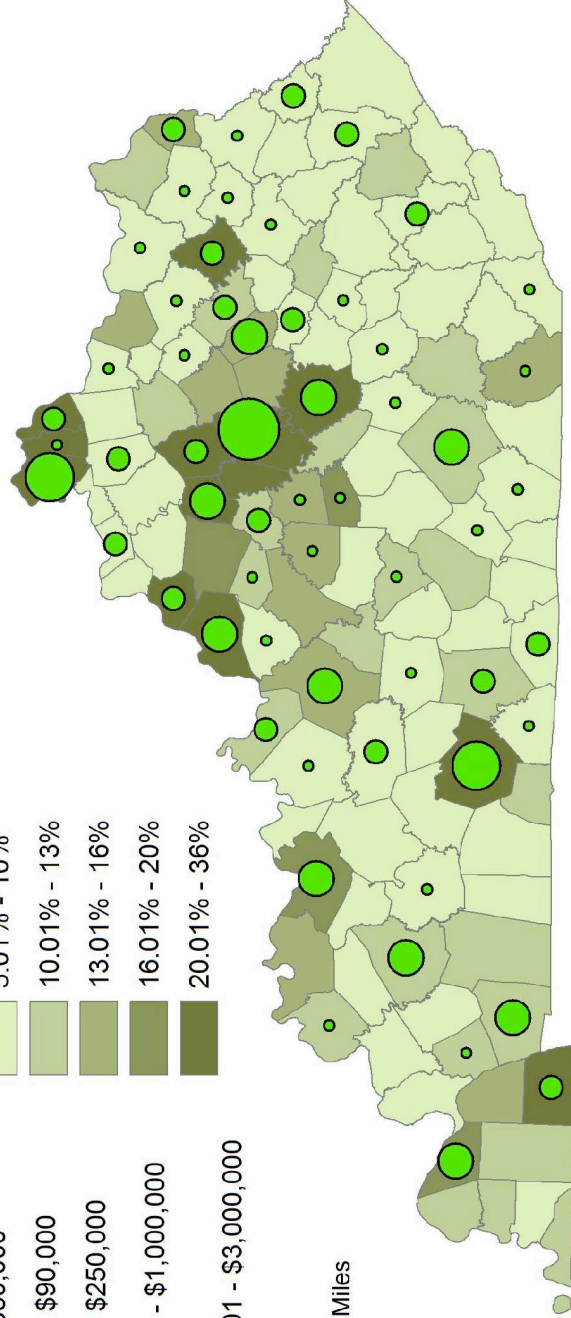 10.01% - 13%
13.01% - 16%
16.01% - 20%
20.01% - 36%
$90,000
$250,000
- $1,000,000
01 - $3,000,000
Miles